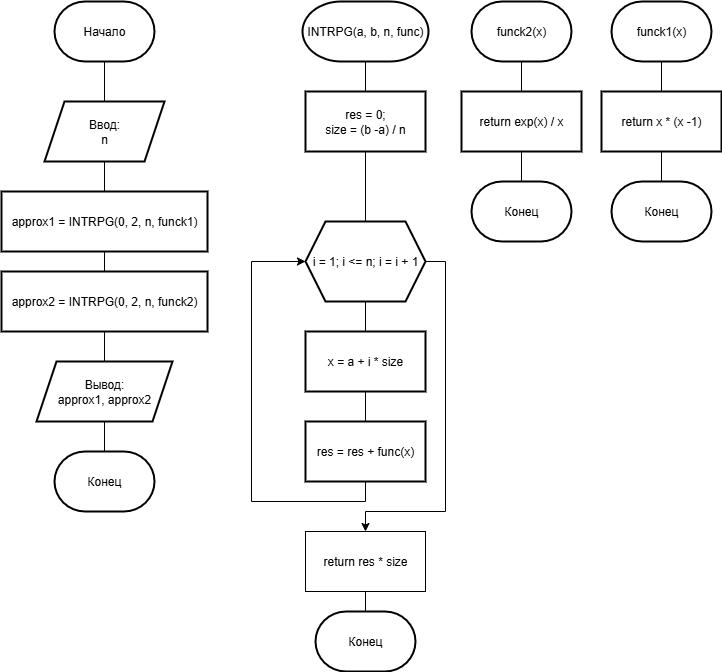 Начало
Ввод:
n
approx1 = INTRPG(0, 2, n, funck1)
approx2 = INTRPG(0, 2, n, funck2)
Вывод:
approx1, approx2
Конец
INTRPG(a, b, n, func)
res = 0;
size = (b -a) / n
i = 1; i <= n; i = i + 1
x = a + i * size
res = res + func(x)
return res * size
Конец
funck2(x)
return exp(x) / x
Конец
funck1(x)
return x * (x -1)
Конец